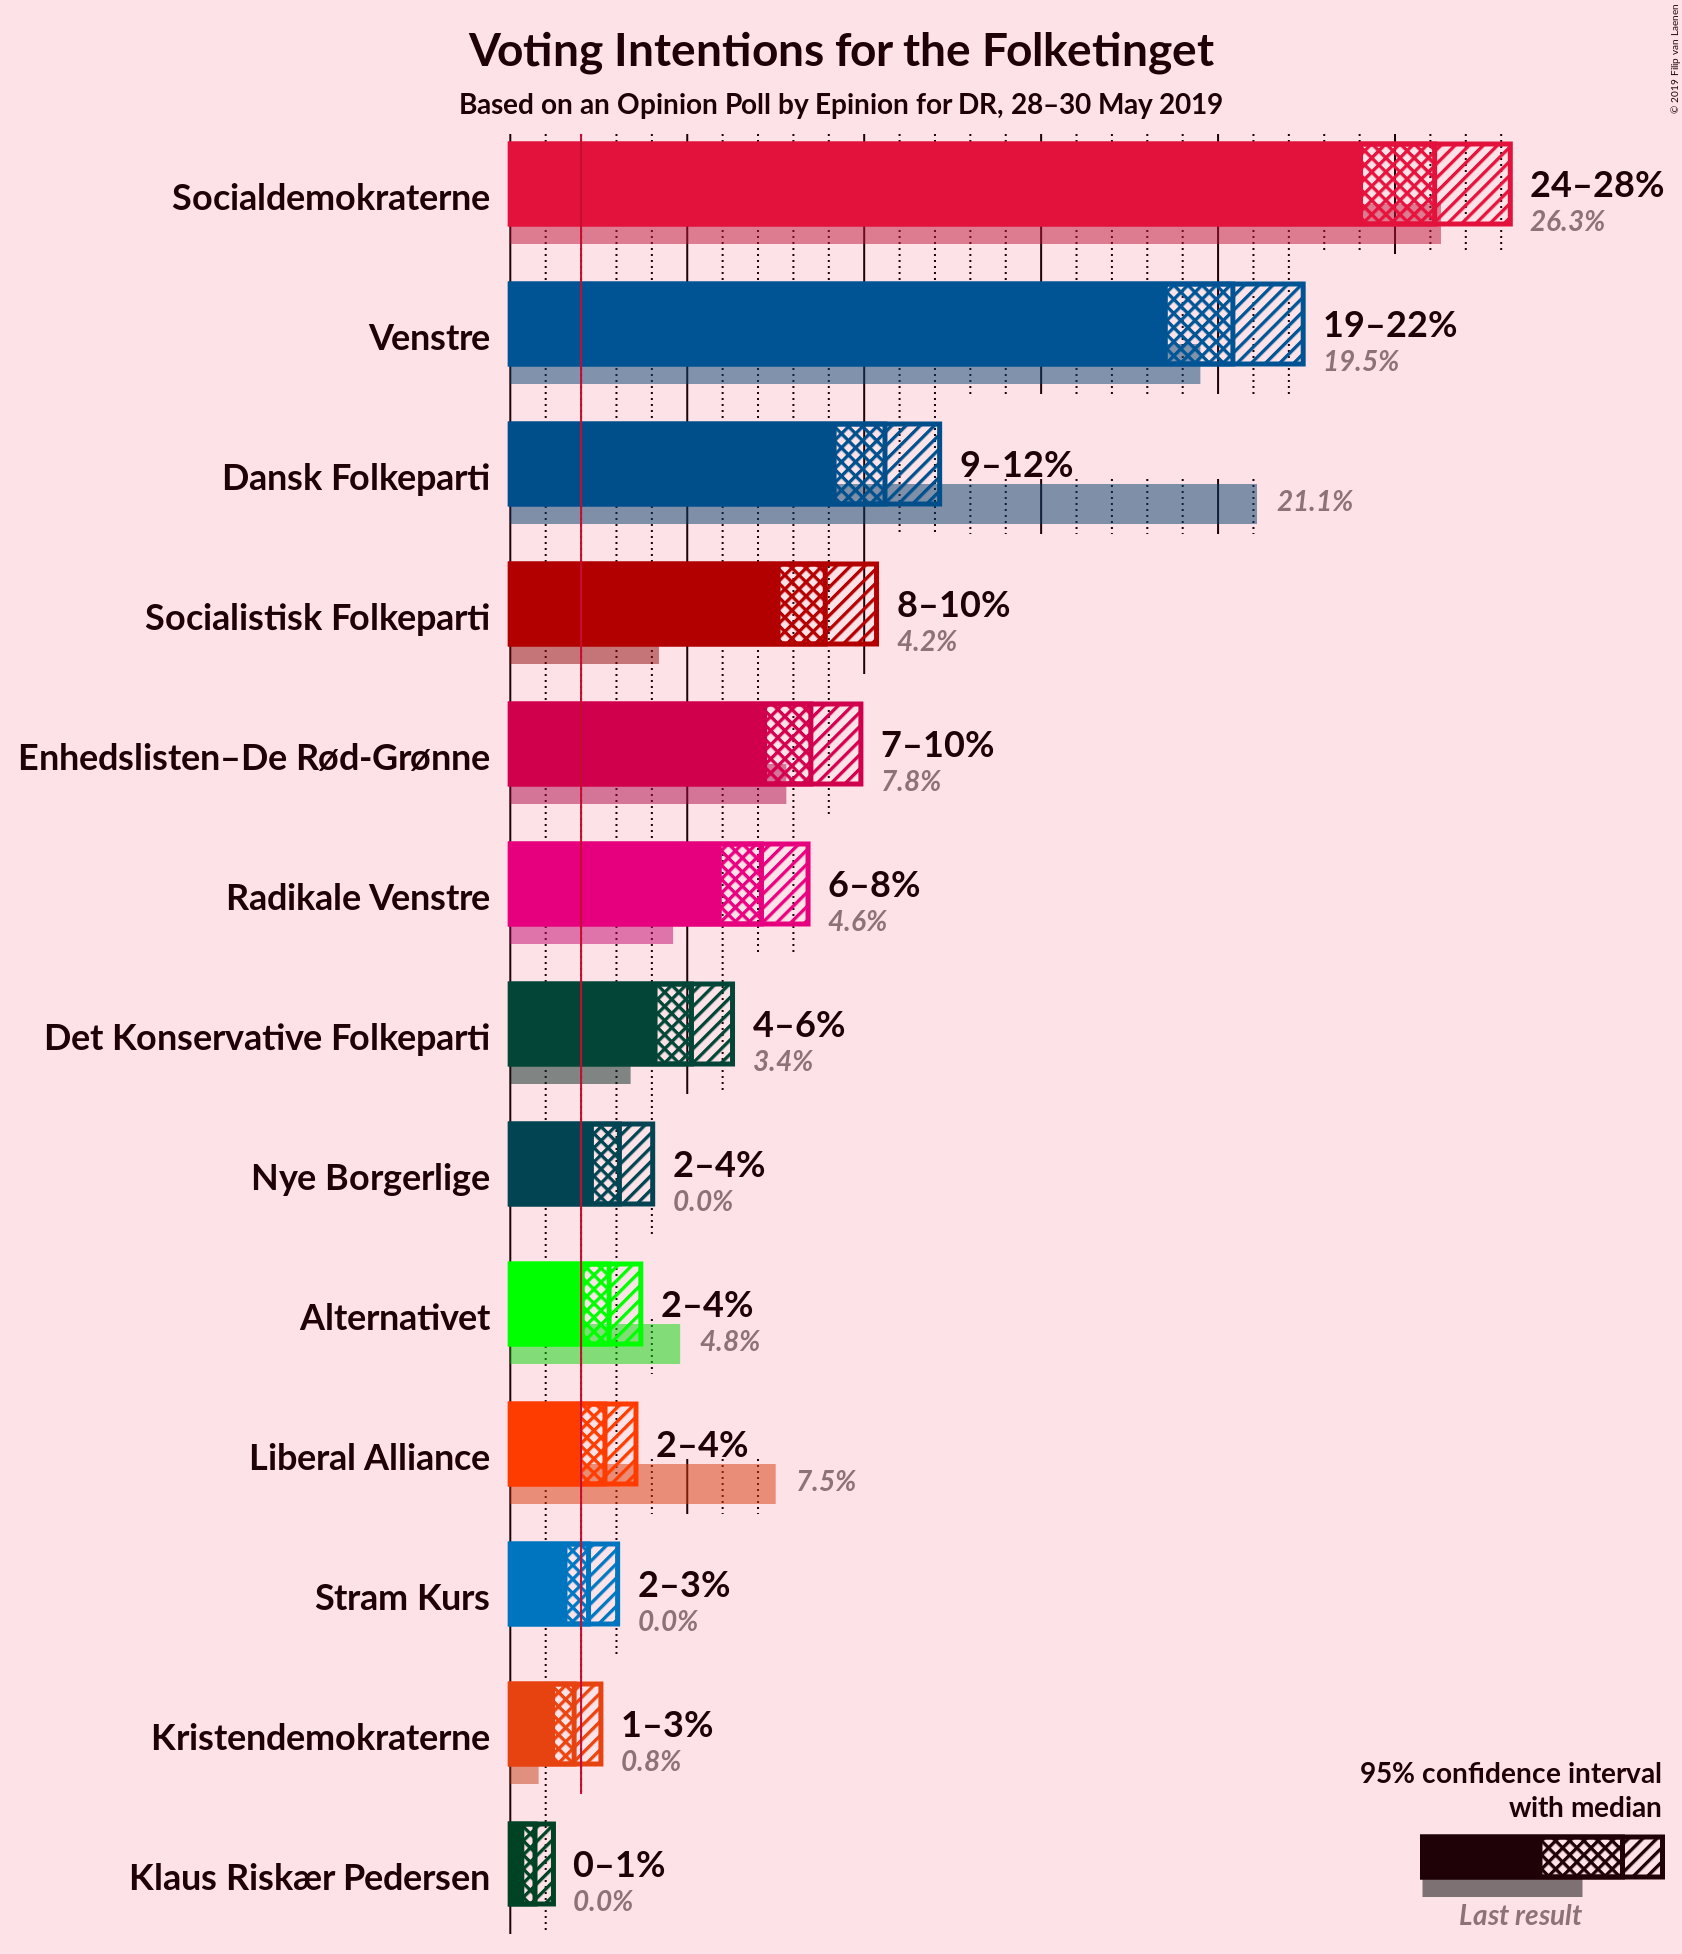 © 2019 Filip van Laenen
Voting Intentions for the Folketinget
Based on an Opinion Poll by Epinion for DR, 28–30 May 2019
Socialdemokraterne
24–28%
26.3%
Venstre
19–22%
19.5%
Dansk Folkeparti
9–12%
21.1%
Socialistisk Folkeparti
8–10%
4.2%
Enhedslisten–De Rød-Grønne
7–10%
7.8%
Radikale Venstre
6–8%
4.6%
Det Konservative Folkeparti
4–6%
3.4%
Nye Borgerlige
2–4%
0.0%
Alternativet
2–4%
4.8%
Liberal Alliance
2–4%
7.5%
Stram Kurs
2–3%
0.0%
Kristendemokraterne
1–3%
0.8%
Klaus Riskær Pedersen
0–1%
0.0%
95% confidence interval
with median
Last result